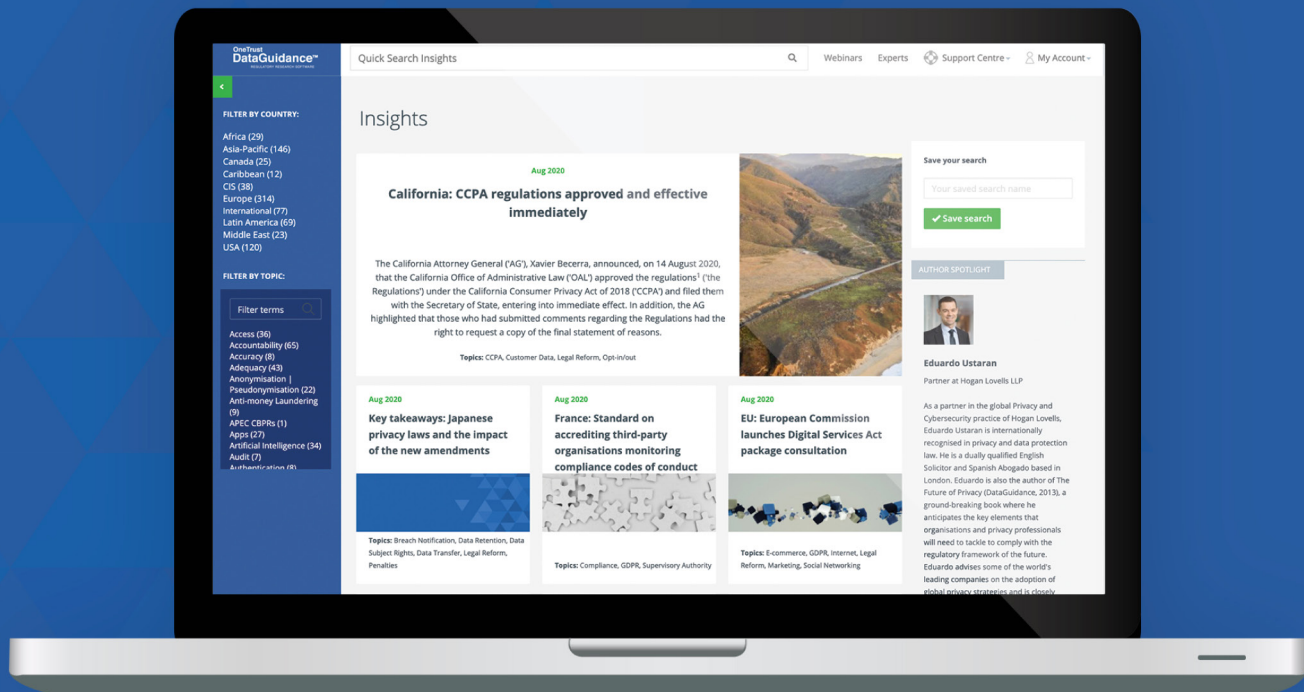 OneTrust
DataGuidance™
REGULATORY RESEARCH SOFTWARE
Quick Search Insights
Webinars
Experts
Support Centre
My Account
FILTER BY COUNTRY:
Africa (29)
Asia-Pacific (146)
Canada (25)
Caribbean (12)
CIS (38)
Europe (314)
International (77)
Latin America (69)
Middle East (23)
USA (120)
FILTER BY TOPIC:
Filter terms
Access (36)
Accountability (65)
Accuracy (8)
Adequacy (43)
Anonymisation |
Pseudonymisation (22)
Anti-money Laundering
(9)
APEC CBPRs (1)
Apps (27)
Artificial Intelligence (34)
Audit (7)
Authentication (8)
Insights
Aug 2020
California: CCPA regulations approved and effective
immediately
The California Attorney General ('AG'), Xavier Becerra, announced, on 14 August 2020,
that the California Office of Administrative Law ('OAL') approved the regulations¹ ('the
Regulations') under the California Consumer Privacy Act of 2018 ('CCPA') and filed them
with the Secretary of State, entering into immediate effect. In addition, the AG
highlighted that those who had submitted comments regarding the Regulations had the
right to request a copy of the final statement of reasons.
Topics: CCPA, Customer Data, Legal Reform, Opt-in/out
Aug 2020
Key takeaways: Japanese
privacy laws and the impact
of the new amendments
Topics: Breach Notification, Data Retention, Data
Subject Rights, Data Transfer, Legal Reform,
Penalties
Aug 2020
France: Standard on
accrediting third-party
organisations monitoring
compliance codes of conduct
Topics: Compliance, GDPR, Supervisory Authority
Aug 2020
EU: European Commission
launches Digital Services Act
package consultation
Topics: E-commerce, GDPR, Internet, Legal
Reform, Marketing, Social Networking
Save your search
Your saved search name
Save search
AUTHOR SPOTLIGHT
Eduardo Ustaran
Partner at Hogan Lovells LLP
As a partner in the global Privacy and
Cybersecurity practice of Hogan Lovells,
Eduardo Ustaran is internationally
recognised in privacy and data protection
law. He is a dually qualified English
Solicitor and Spanish Abogado based in
London. Eduardo is also the author of The
Future of Privacy (DataGuidance, 2013), a
ground-breaking book where he
anticipates the key elements that
organisations and privacy professionals
will need to tackle to comply with the
regulatory framework of the future.
Eduardo advises some of the world's
leading companies on the adoption of
global privacy strategies and is closely